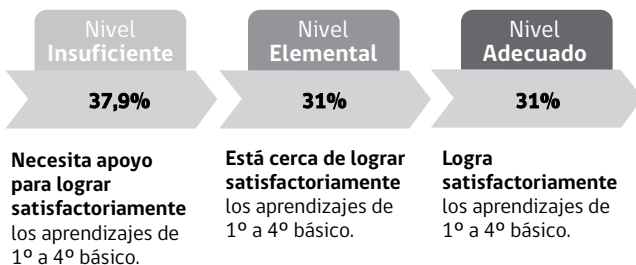 Nivel
Insuficiente
37,9%
Necesita apoyo
para lograr
satisfactoriamente
los aprendizajes de
1º a 4º básico.
Nivel
Elemental
31%
Está cerca de lograr
satisfactoriamente
los aprendizajes de
1º a 4º básico.
Nivel
Adecuado
31%
Logra
satisfactoriamente
los aprendizajes de
1º a 4º básico.